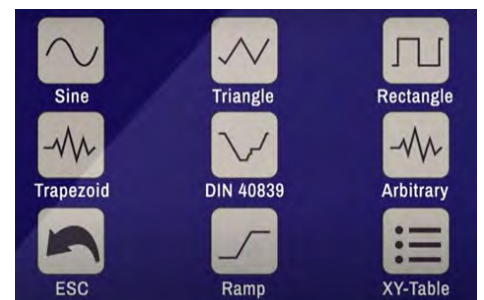 Sine
Triangle
Rectangle
Trapezoid
DIN 40839
Arbitrary
ESC
Ramp
XY-Table